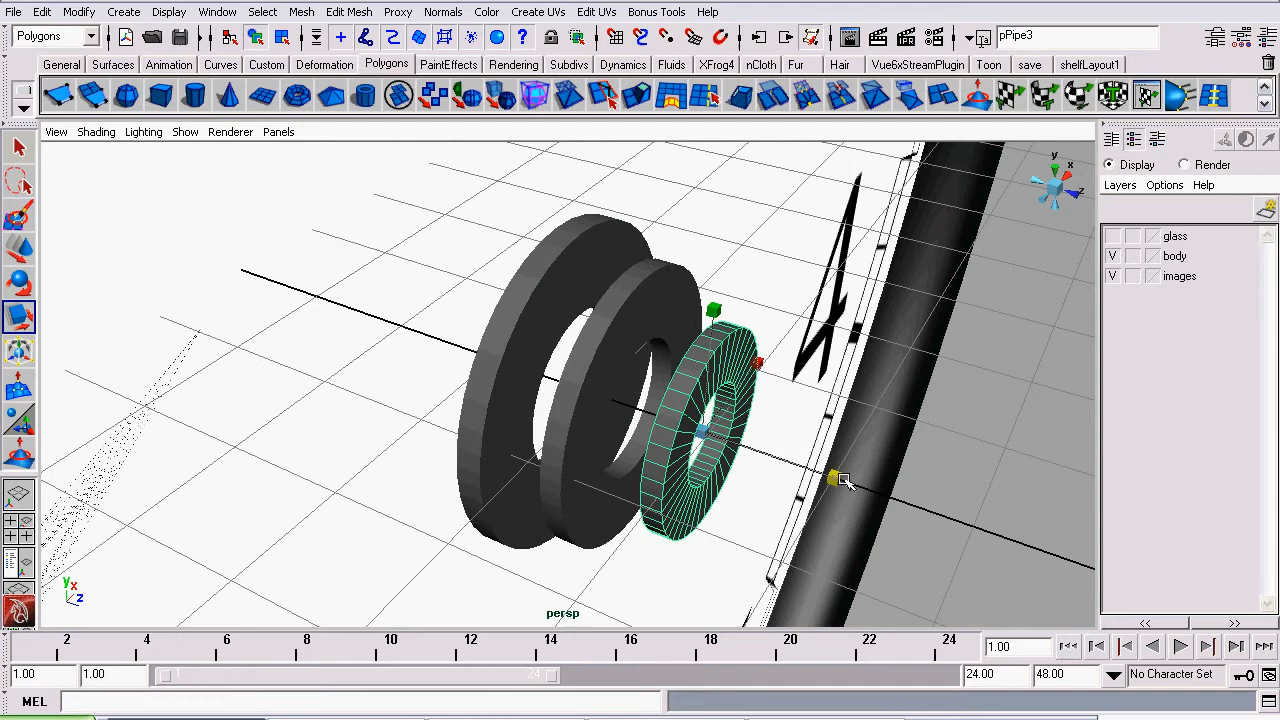 File Edit Modify Create Display Window Select Mesh Edit Mesh Proxy Normals Color Create UVs Edit UVs Bonus Tools Help
Polygons pPipe3
General Surfaces Animation Curves Custom Deformation Polygons PaintEffects Rendering Subdivs Dynamics Fluids XFrog4 nCloth Fur Hair Vue6xStreamPlugin Toon save shelfLayout1
View Shading Lighting Show Renderer Panels
Display Render
Layers Options Help
glass
V body
V images
y x z
y x z
persp
2 4 6 8 10 12 14 16 18 20 22 24 1.00
1.00 1.00 1 24 24.00 48.00 No Character Set
MEL